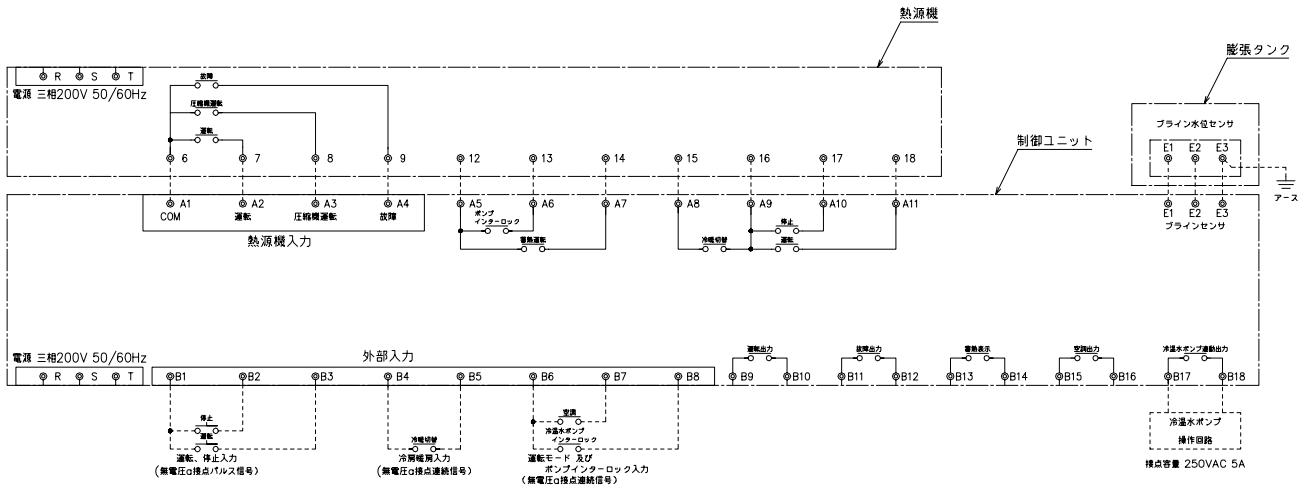 熱源機
膨張タンク
R S T
電源 三相200V 50/60Hz
故障
圧縮機運転
運転
6 7 8 9 12 13 14 15 16 17 18
ブライン水位センサ
E1 E2 E3
アース
制御ユニット
A1 A2 A3 A4 A5 A6 A7 A8 A9 A10 A11
COM 運転 圧縮機運転 故障
熱源機入力
ポンプ
インターロック
蓄熱運転
冷暖切替
停止
運転
E1 E2 E3
ブラインセンサ
電源 三相200V 50/60Hz
R S T
外部入力
B1 B2 B3 B4 B5 B6 B7 B8
運転出力
B9 B10
故障出力
B11 B12
蓄熱表示
B13 B14
空調出力
B15 B16
冷温水ポンプ連動出力
B17 B18
停止
運転
運転、停止入力
(無電圧a接点パルス信号)
冷暖切替
冷房暖房入力
(無電圧a接点連続信号)
空調
冷温水ポンプ
インターロック
運転モード 及び
ポンプインターロック入力
(無電圧a接点連続信号)
冷温水ポンプ
操作回路
接点容量 250VAC 5A